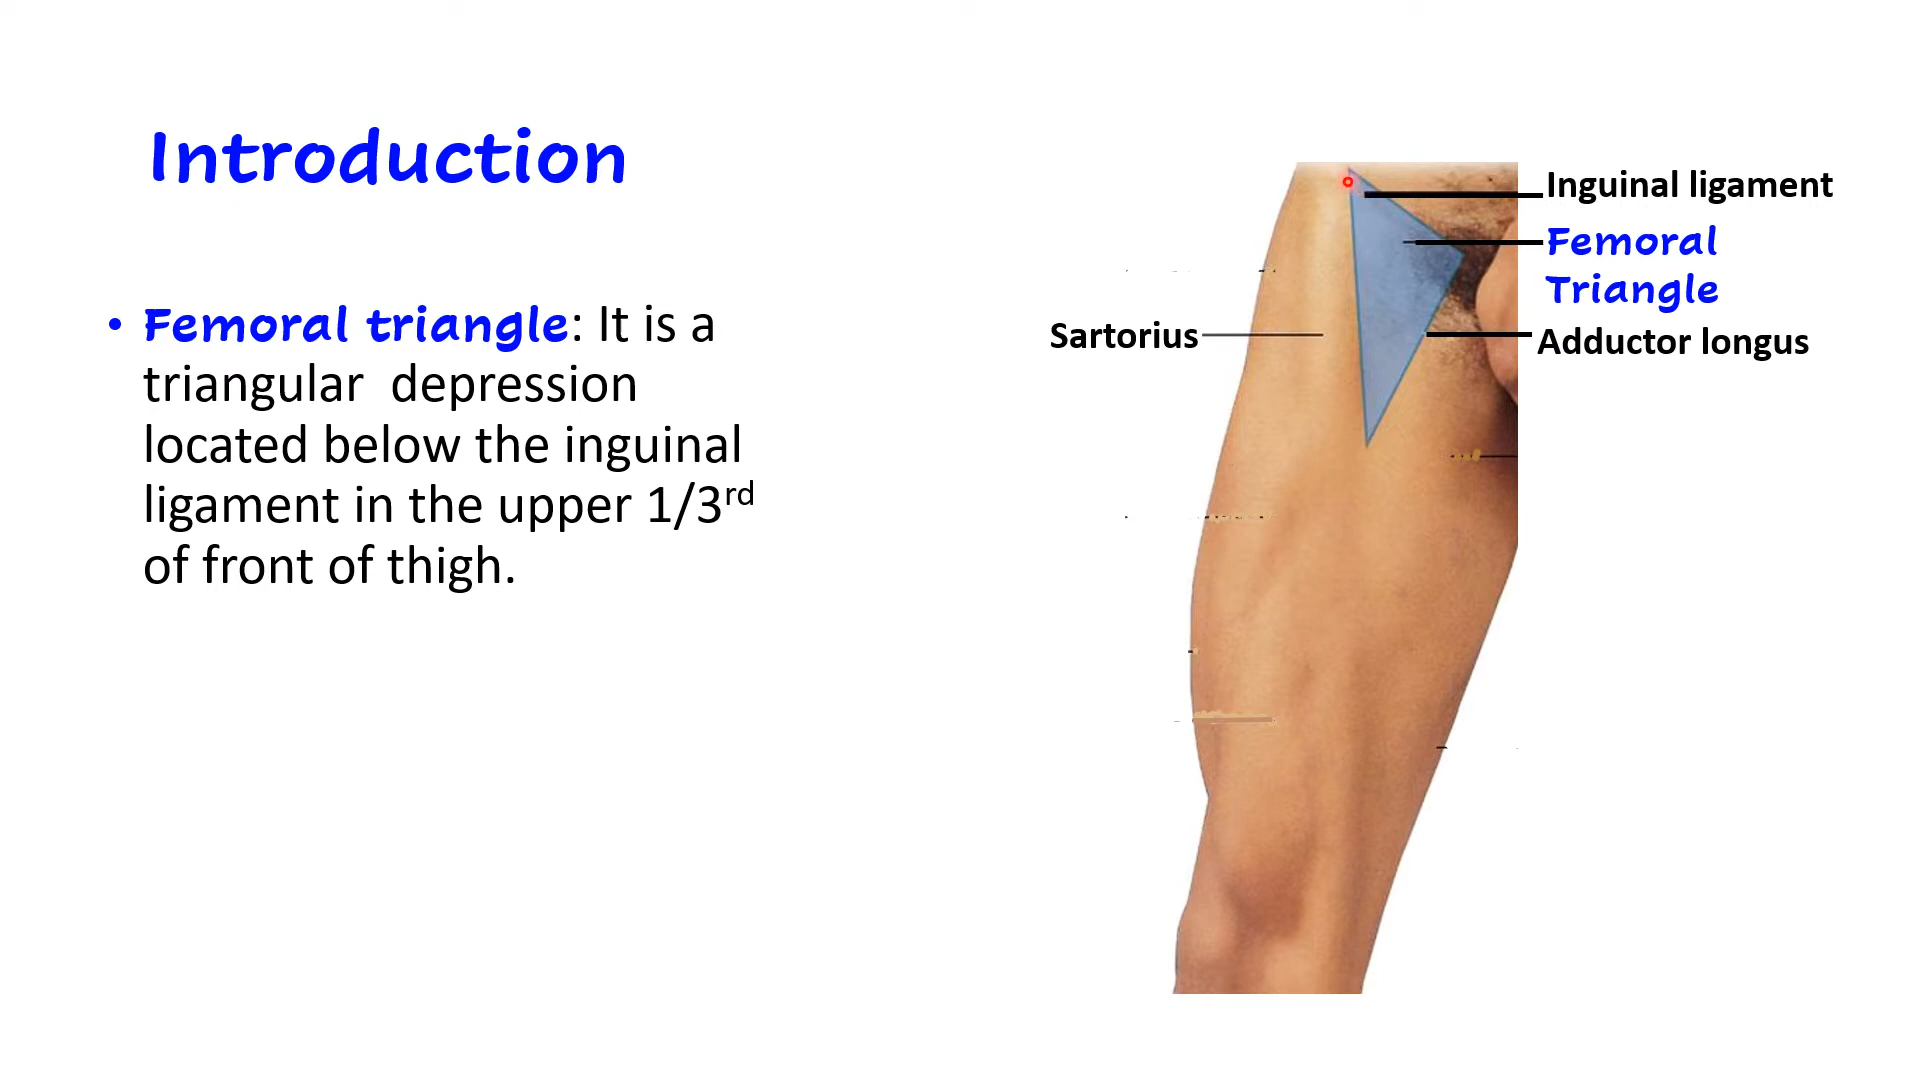 Introduction
• Femoral triangle: It is a
triangular depression
located below the inguinal
ligament in the upper 1/3rd
of front of thigh.
Inguinal ligament
Femoral
Triangle
Sartorius
Adductor longus